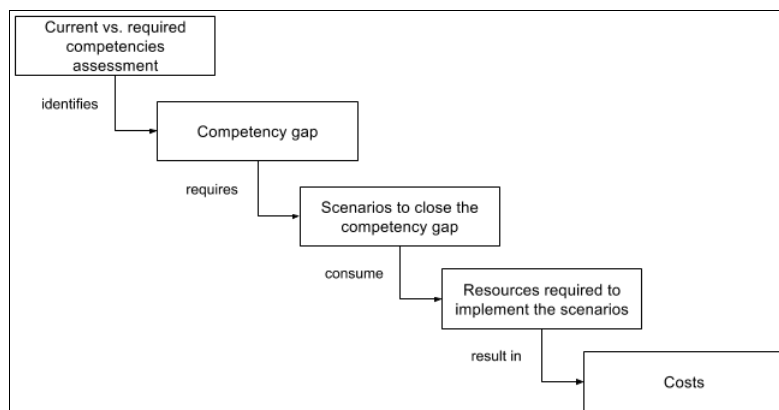 Current vs. required
competencies
assessment
identifies
Competency gap
requires
Scenarios to close the
competency gap
consume
Resources required to
implement the scenarios
result in
Costs